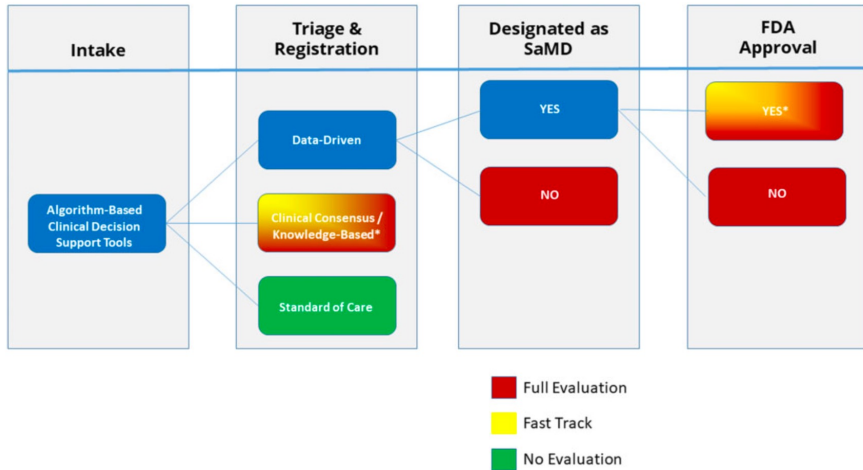 Intake
Triage &
Registration
Designated as
SaMD
FDA
Approval
Algorithm-Based
Clinical Decision
Support Tools
Data-Driven
Clinical Consensus /
Knowledge-Based*
Standard of Care
YES
NO
YES*
NO
Full Evaluation
Fast Track
No Evaluation